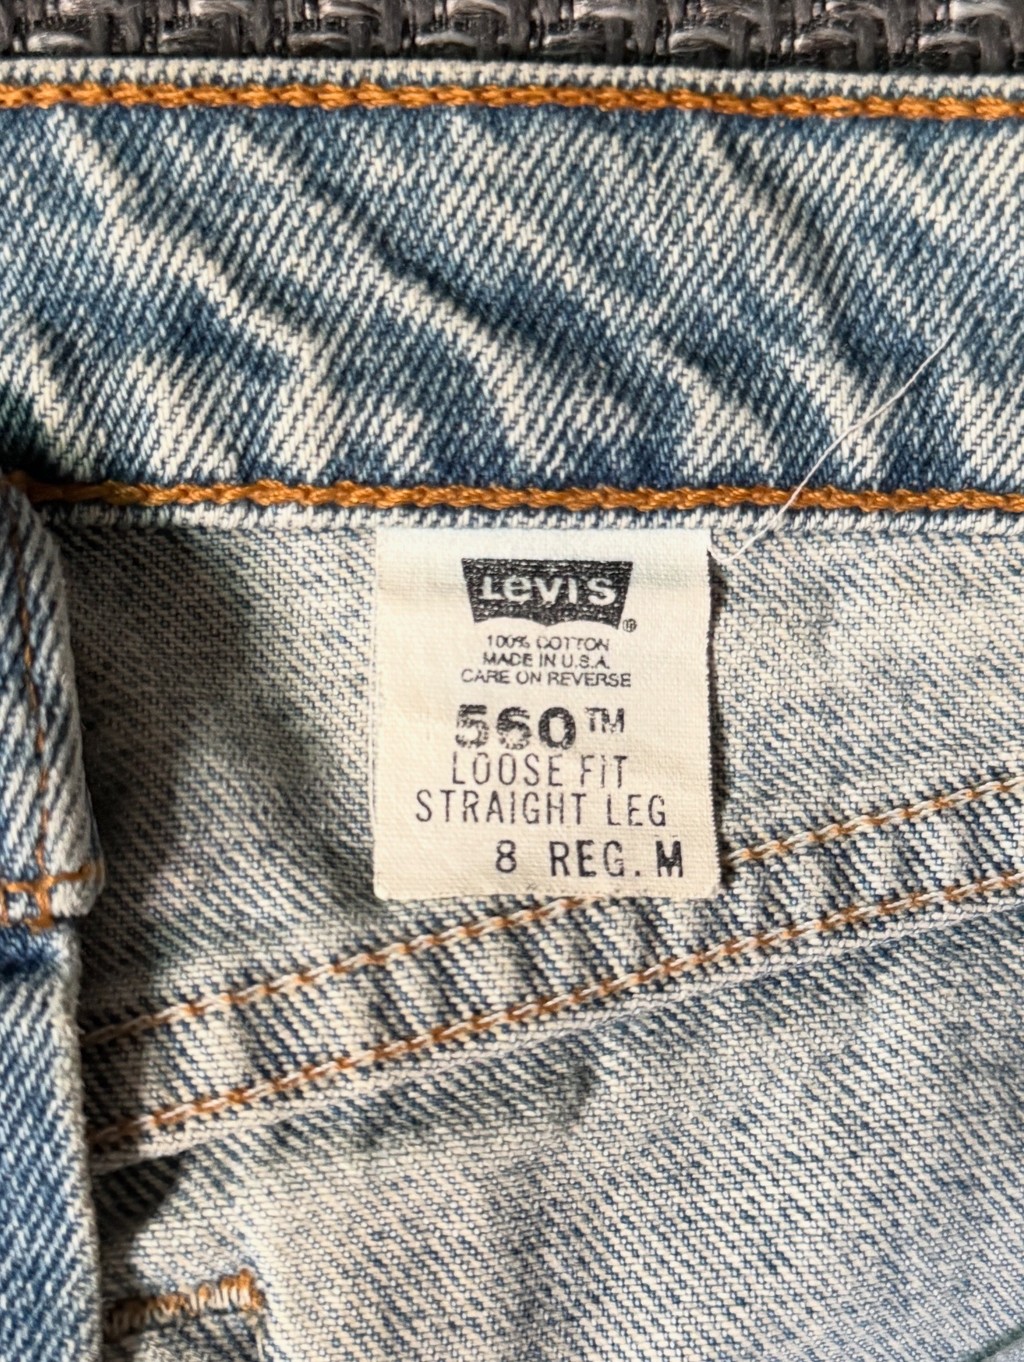 Levi's ®
100% COTTON
MADE IN U.S.A.
CARE ON REVERSE
560™
LOOSE FIT
STRAIGHT LEG
8 REG. M